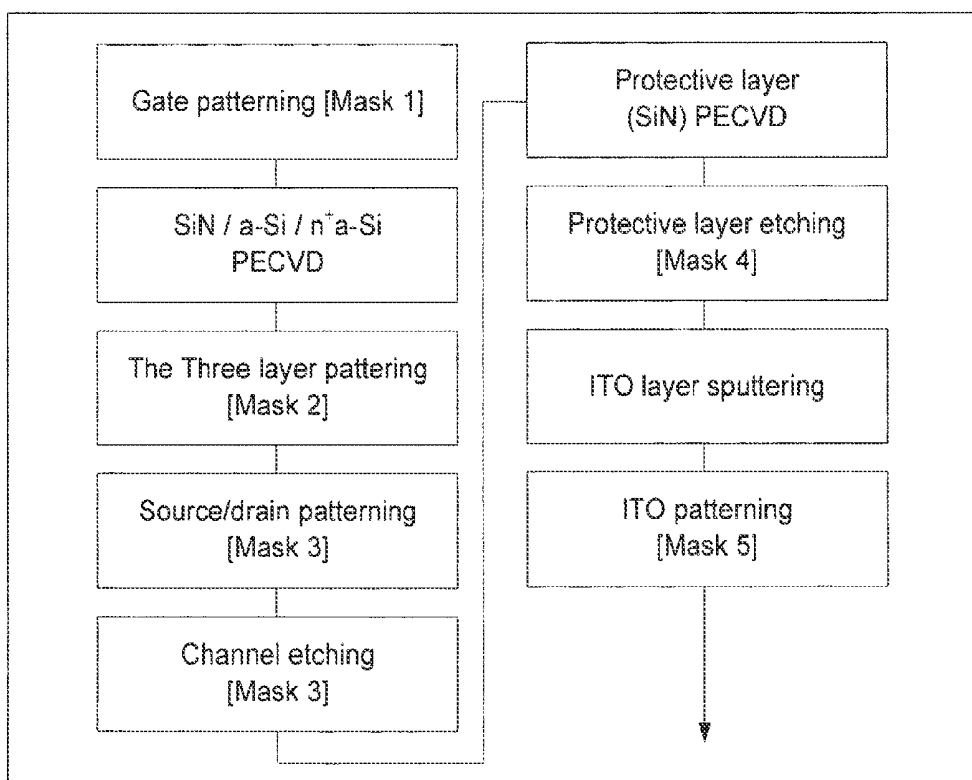 Gate patterning [Mask 1]
SiN / a-Si / n⁺a-Si
PECVD
The Three layer pattering
[Mask 2]
Source/drain patterning
[Mask 3]
Channel etching
[Mask 3]
Protective layer
(SiN) PECVD
Protective layer etching
[Mask 4]
ITO layer sputtering
ITO patterning
[Mask 5]